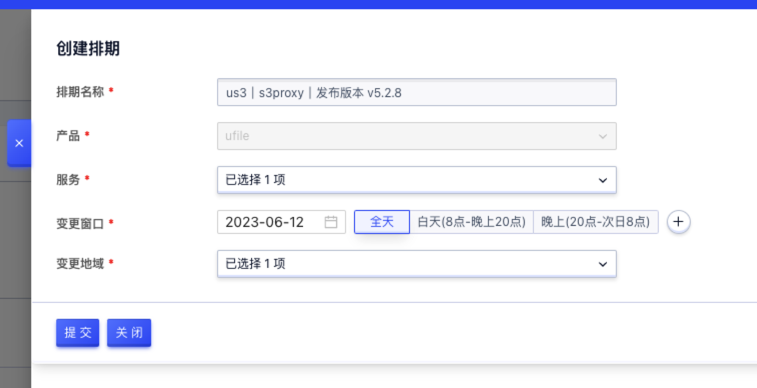 创建排期
排期名称 *
us3 | s3proxy | 发布版本 v5.2.8
产品 *
ufile
服务 *
已选择 1 项
变更窗口 *
2023-06-12 全天 白天(8点-晚上20点) 晚上(20点-次日8点)
变更地域 *
已选择 1 项
提交 关闭